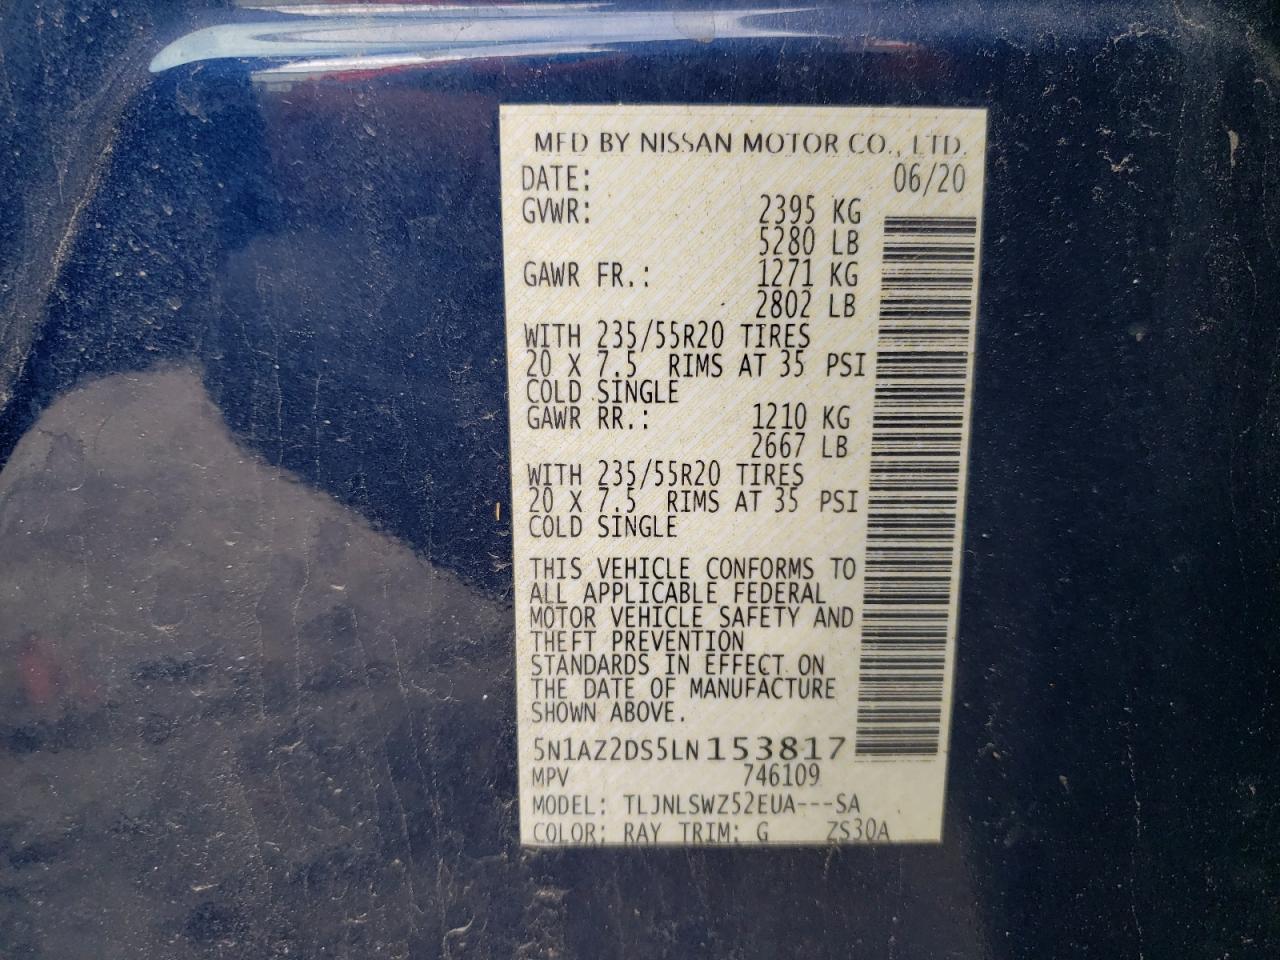 MFD BY NISSAN MOTOR CO., LTD.
DATE: 06/20
GVWR: 2395 KG
5280 LB
GAWR FR.: 1271 KG
2802 LB
WITH 235/55R20 TIRES
20 X 7.5 RIMS AT 35 PSI
COLD SINGLE
GAWR RR.: 1210 KG
2667 LB
WITH 235/55R20 TIRES
20 X 7.5 RIMS AT 35 PSI
COLD SINGLE
THIS VEHICLE CONFORMS TO
ALL APPLICABLE FEDERAL
MOTOR VEHICLE SAFETY AND
THEFT PREVENTION
STANDARDS IN EFFECT ON
THE DATE OF MANUFACTURE
SHOWN ABOVE.
5N1AZ2DS5LN153817
MPV 746109
MODEL: TLJNLSWZ52EUA---SA
COLOR: RAY TRIM: G ZS30A